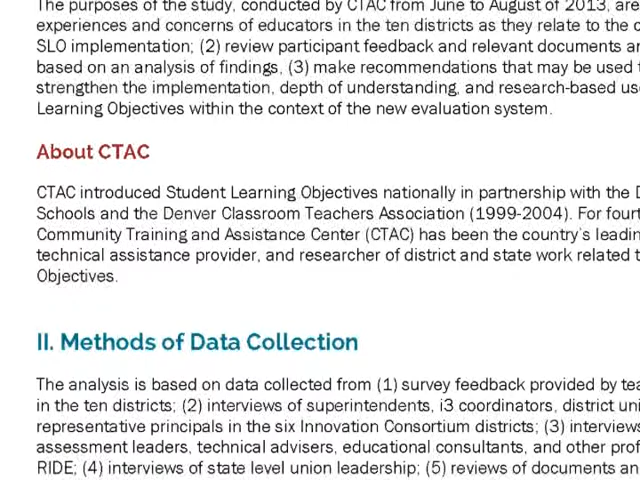 The purposes of the study, conducted by CTAC from June to August of 2013, are
experiences and concerns of educators in the ten districts as they relate to the
SLO implementation; (2) review participant feedback and relevant documents
based on an analysis of findings, (3) make recommendations that may be used
strengthen the implementation, depth of understanding, and research-based
Learning Objectives within the context of the new evaluation system.
About CTAC
CTAC introduced Student Learning Objectives nationally in partnership with the
Schools and the Denver Classroom Teachers Association (1999-2004). For
Community Training and Assistance Center (CTAC) has been the country's
technical assistance provider, and researcher of district and state work related
Objectives.
II. Methods of Data Collection
The analysis is based on data collected from (1) survey feedback provided by
in the ten districts; (2) interviews of superintendents, i3 coordinators, district
representative principals in the six Innovation Consortium districts; (3) interviews
assessment leaders, technical advisers, educational consultants, and other
RIDE; (4) interviews of state level union leadership; (5) reviews of documents